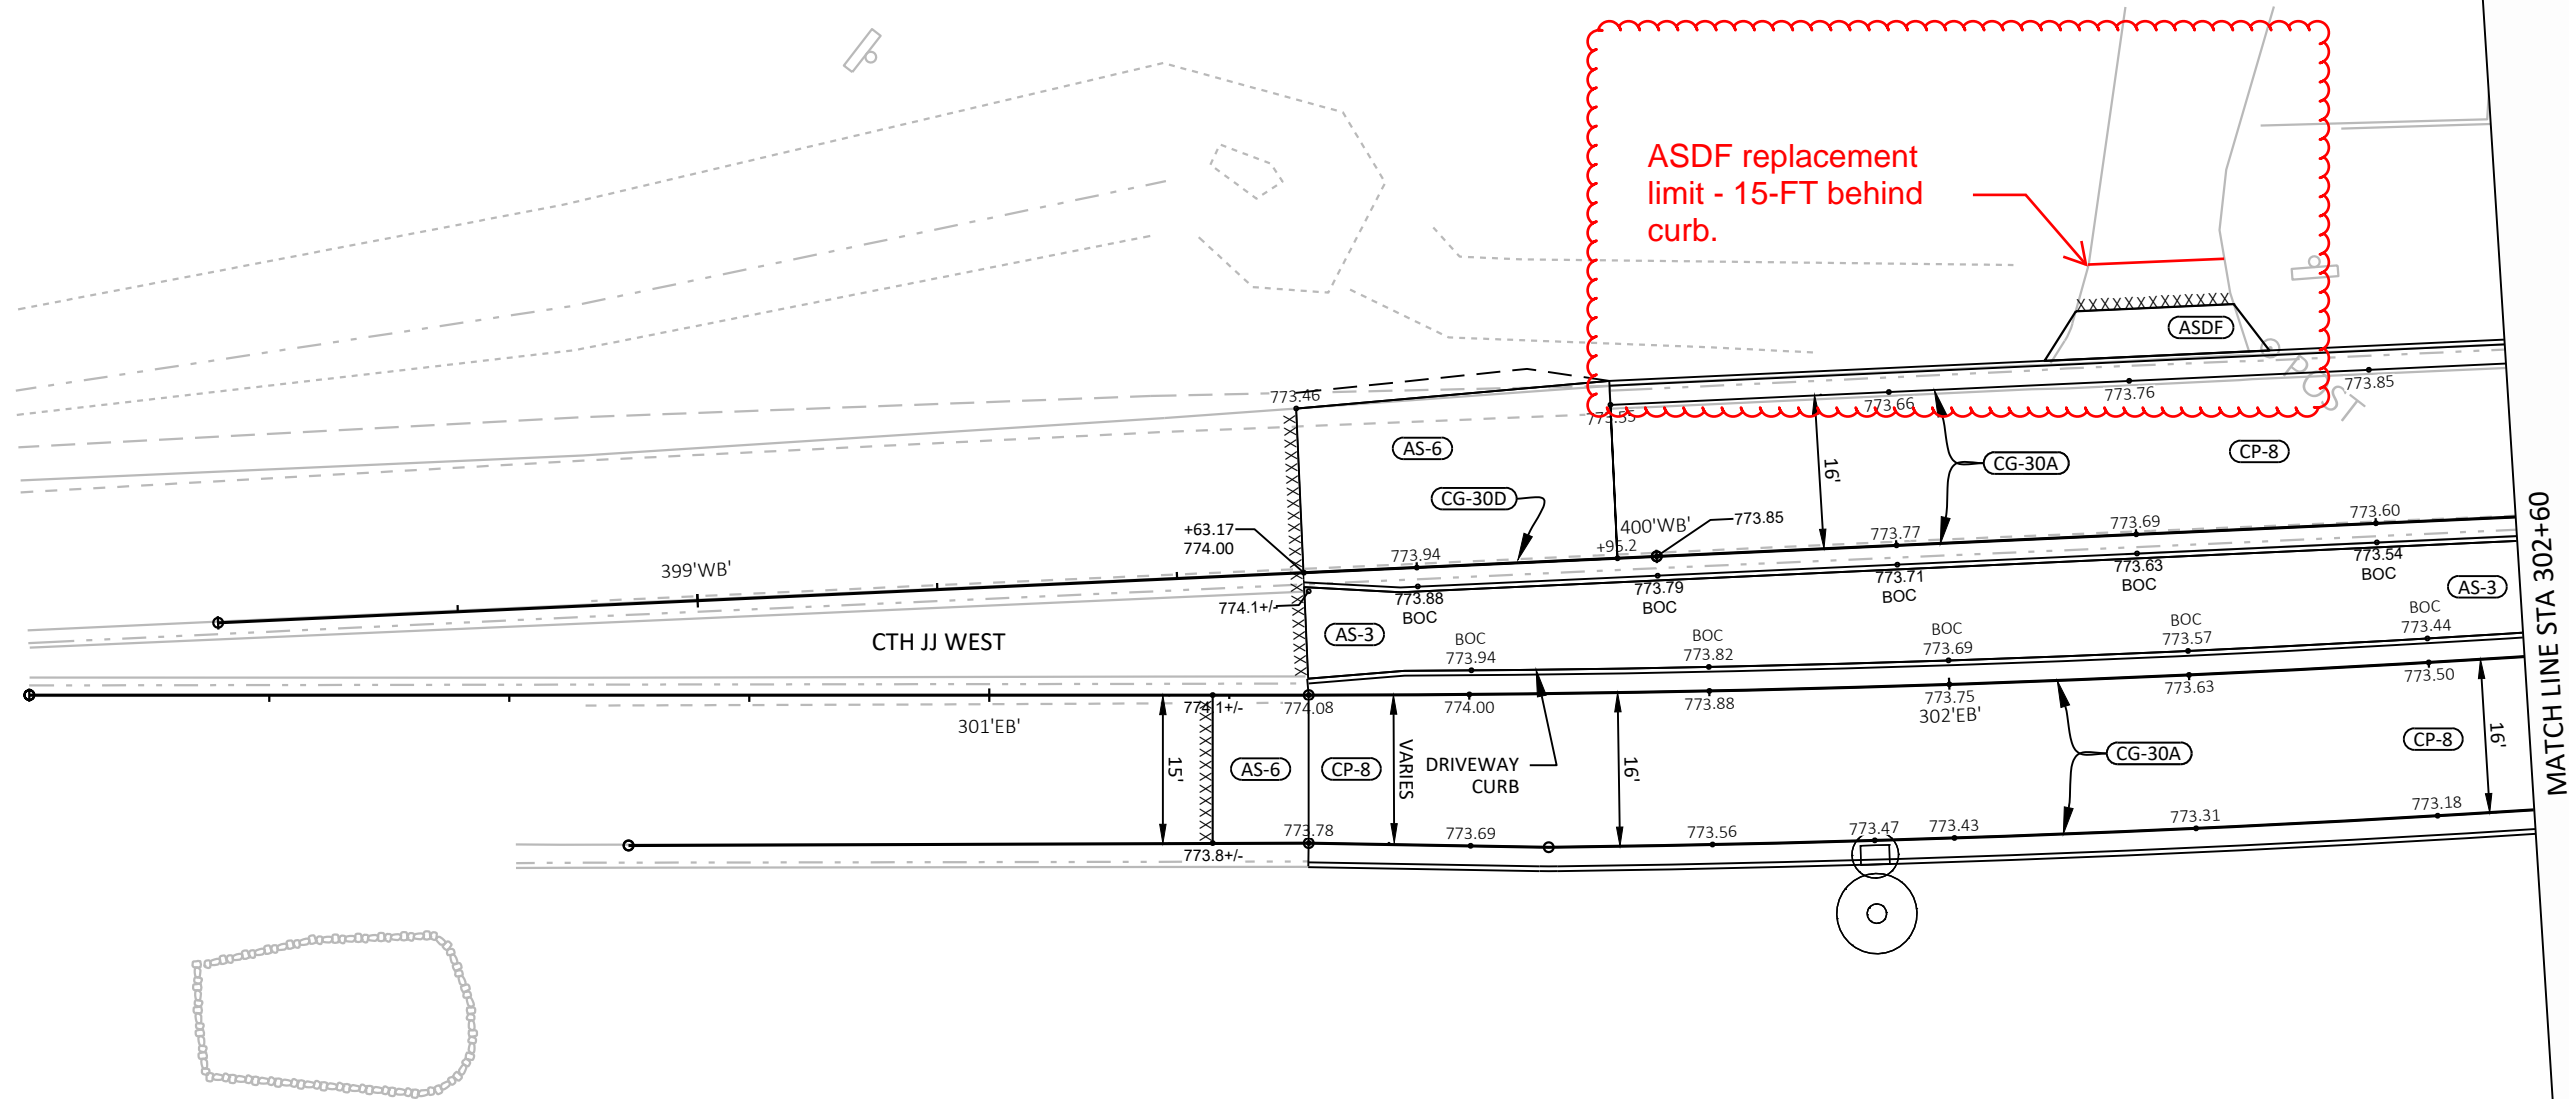 ASDF replacement
limit - 15-FT behind
curb.
XXXXXXXXXXXXX
ASDF
773.46
773.55
773.66
773.76
773.85
AS-6
CG-30A
CP-8
16'
CG-30D
+63.17
774.00
400'WB'
773.85
+95.2
773.94
773.77
773.69
773.60
399'WB'
774.1+/-
773.88
BOC
773.79
BOC
773.71
BOC
773.63
BOC
773.54
BOC
AS-3
MATCH LINE STA 302+60
CTH JJ WEST
AS-3
BOC
773.94
BOC
773.82
BOC
773.69
BOC
773.57
BOC
773.44
774.1+/-
774.08
774.00
773.88
773.75
302'EB'
773.63
773.50
301'EB'
15'
AS-6
CP-8
VARIES
DRIVEWAY
CURB
16'
CG-30A
CP-8
16'
773.8+/-
773.78
773.69
773.56
773.47
773.43
773.31
773.18